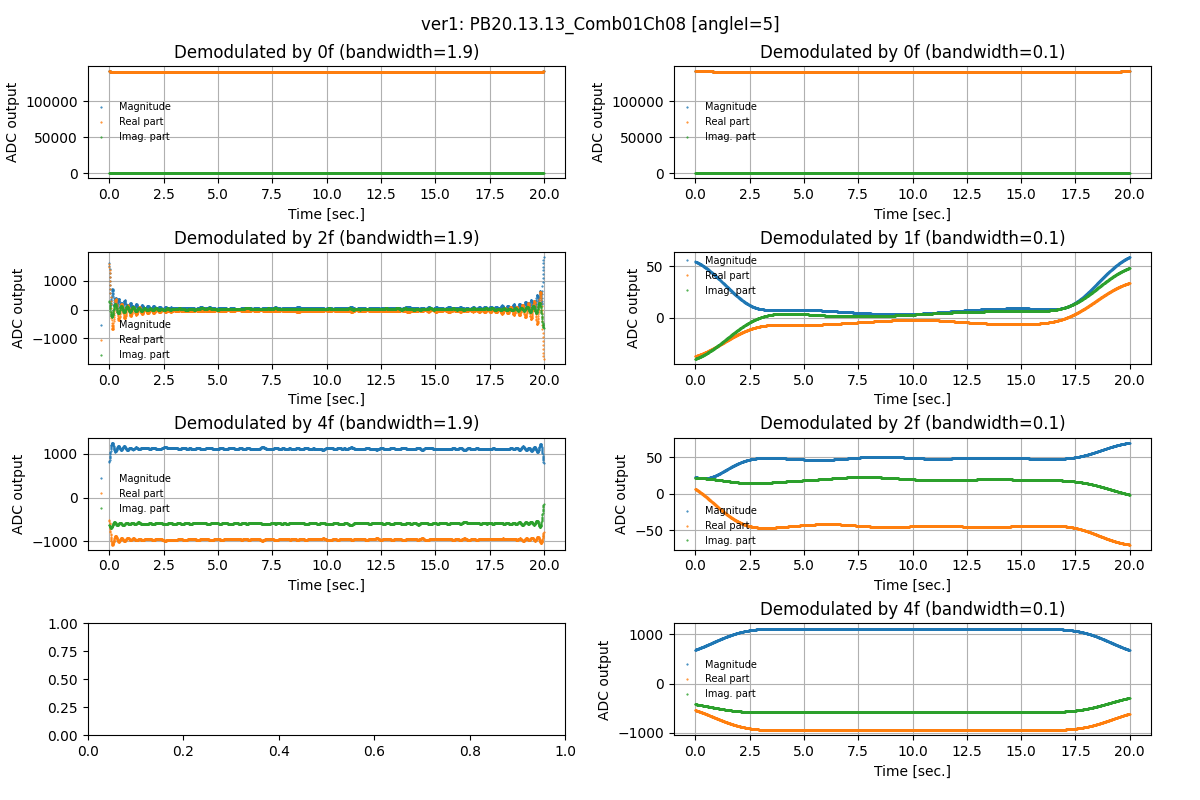 ver1: PB20.13.13_Comb01Ch08 [angleI=5]
Demodulated by 0f (bandwidth=1.9)
ADC output
100000
50000
0
Magnitude
Real part
Imag. part
0.0 2.5 5.0 7.5 10.0 12.5 15.0 17.5 20.0
Time [sec.]
Demodulated by 0f (bandwidth=0.1)
ADC output
100000
50000
0
Magnitude
Real part
Imag. part
0.0 2.5 5.0 7.5 10.0 12.5 15.0 17.5 20.0
Time [sec.]
Demodulated by 2f (bandwidth=1.9)
ADC output
1000
0
−1000
Magnitude
Real part
Imag. part
0.0 2.5 5.0 7.5 10.0 12.5 15.0 17.5 20.0
Time [sec.]
Demodulated by 1f (bandwidth=0.1)
ADC output
50
0
Magnitude
Real part
Imag. part
0.0 2.5 5.0 7.5 10.0 12.5 15.0 17.5 20.0
Time [sec.]
Demodulated by 4f (bandwidth=1.9)
ADC output
1000
0
−1000
Magnitude
Real part
Imag. part
0.0 2.5 5.0 7.5 10.0 12.5 15.0 17.5 20.0
Time [sec.]
Demodulated by 2f (bandwidth=0.1)
ADC output
50
0
−50
Magnitude
Real part
Imag. part
0.0 2.5 5.0 7.5 10.0 12.5 15.0 17.5 20.0
Time [sec.]
1.00
0.75
0.50
0.25
0.00
0.0 0.2 0.4 0.6 0.8 1.0
Demodulated by 4f (bandwidth=0.1)
ADC output
1000
0
−1000
Magnitude
Real part
Imag. part
0.0 2.5 5.0 7.5 10.0 12.5 15.0 17.5 20.0
Time [sec.]